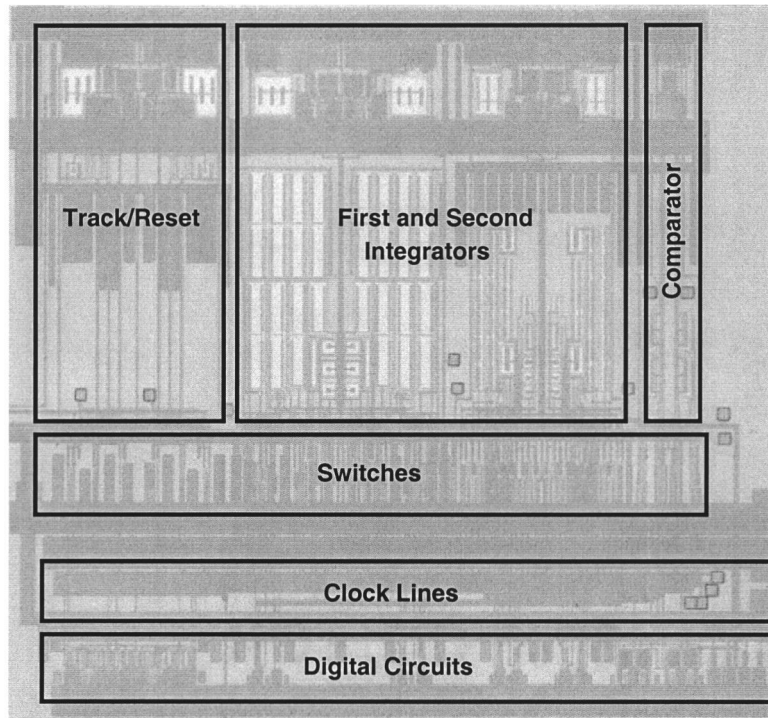 Track/Reset
First and Second
Integrators
Comparator
Switches
Clock Lines
Digital Circuits